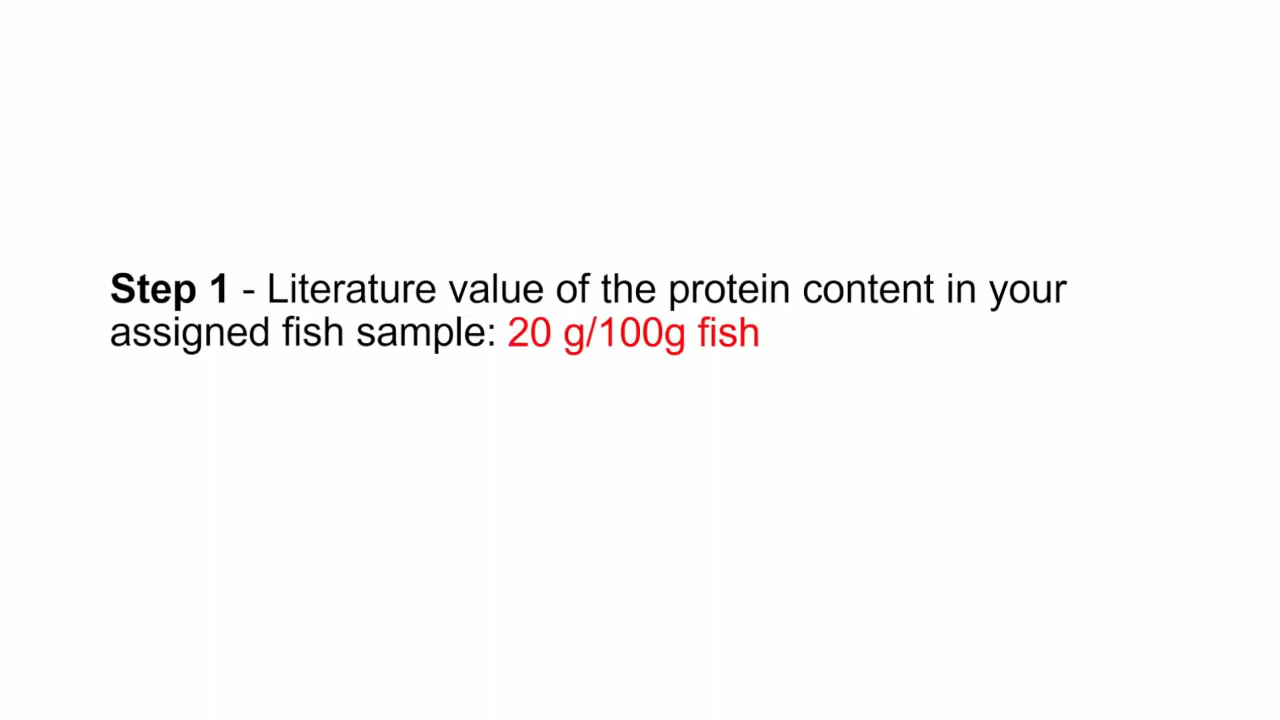 Step 1 - Literature value of the protein content in your
assigned fish sample: 20 g/100g fish